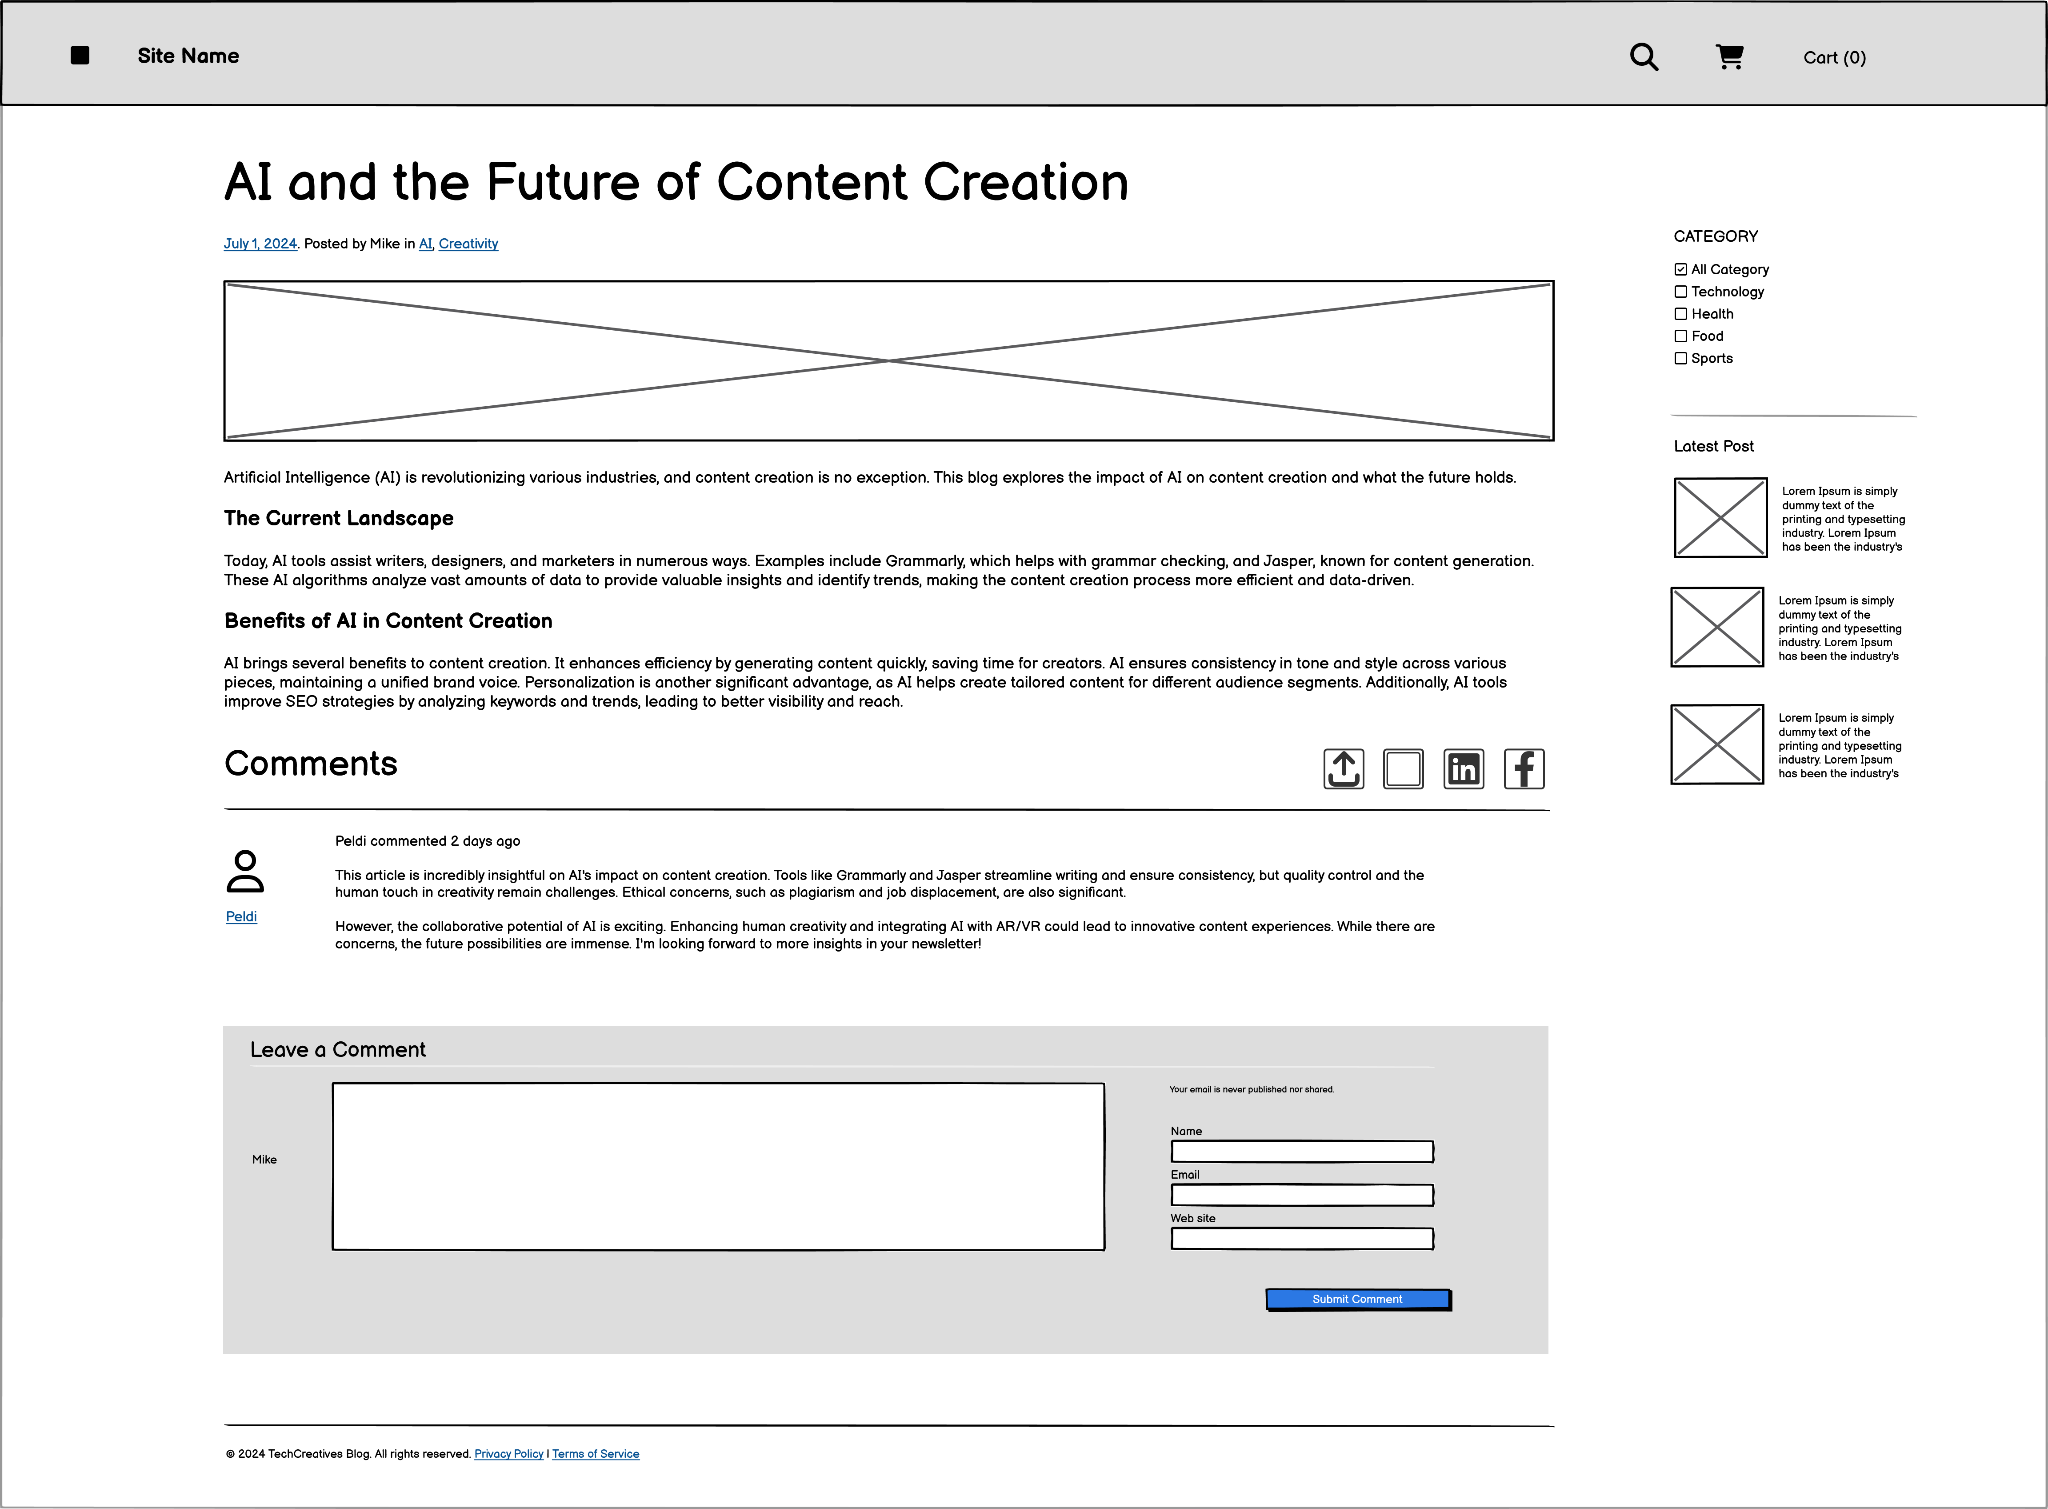 Site Name
Cart (0)
AI and the Future of Content Creation
July 1, 2024. Posted by Mike in AI, Creativity
Artificial Intelligence (AI) is revolutionizing various industries, and content creation is no exception. This blog explores the impact of AI on content creation and what the future holds.
The Current Landscape
Today, AI tools assist writers, designers, and marketers in numerous ways. Examples include Grammarly, which helps with grammar checking, and Jasper, known for content generation.
These AI algorithms analyze vast amounts of data to provide valuable insights and identify trends, making the content creation process more efficient and data-driven.
Benefits of AI in Content Creation
AI brings several benefits to content creation. It enhances efficiency by generating content quickly, saving time for creators. AI ensures consistency in tone and style across various
pieces, maintaining a unified brand voice. Personalization is another significant advantage, as AI helps create tailored content for different audience segments. Additionally, AI tools
improve SEO strategies by analyzing keywords and trends, leading to better visibility and reach.
CATEGORY
All Category
Technology
Health
Food
Sports
Latest Post
Lorem Ipsum is simply
dummy text of the
printing and typesetting
industry. Lorem Ipsum
has been the industry's
Lorem Ipsum is simply
dummy text of the
printing and typesetting
industry. Lorem Ipsum
has been the industry's
Lorem Ipsum is simply
dummy text of the
printing and typesetting
industry. Lorem Ipsum
has been the industry's
Comments
in
f
Peldi
Peldi commented 2 days ago
This article is incredibly insightful on AI's impact on content creation. Tools like Grammarly and Jasper streamline writing and ensure consistency, but quality control and the
human touch in creativity remain challenges. Ethical concerns, such as plagiarism and job displacement, are also significant.
However, the collaborative potential of AI is exciting. Enhancing human creativity and integrating AI with AR/VR could lead to innovative content experiences. While there are
concerns, the future possibilities are immense. I'm looking forward to more insights in your newsletter!
Leave a Comment
Mike
Your email is never published nor shared.
Name
Email
Web site
Submit Comment
© 2024 TechCreatives Blog. All rights reserved. Privacy Policy | Terms of Service